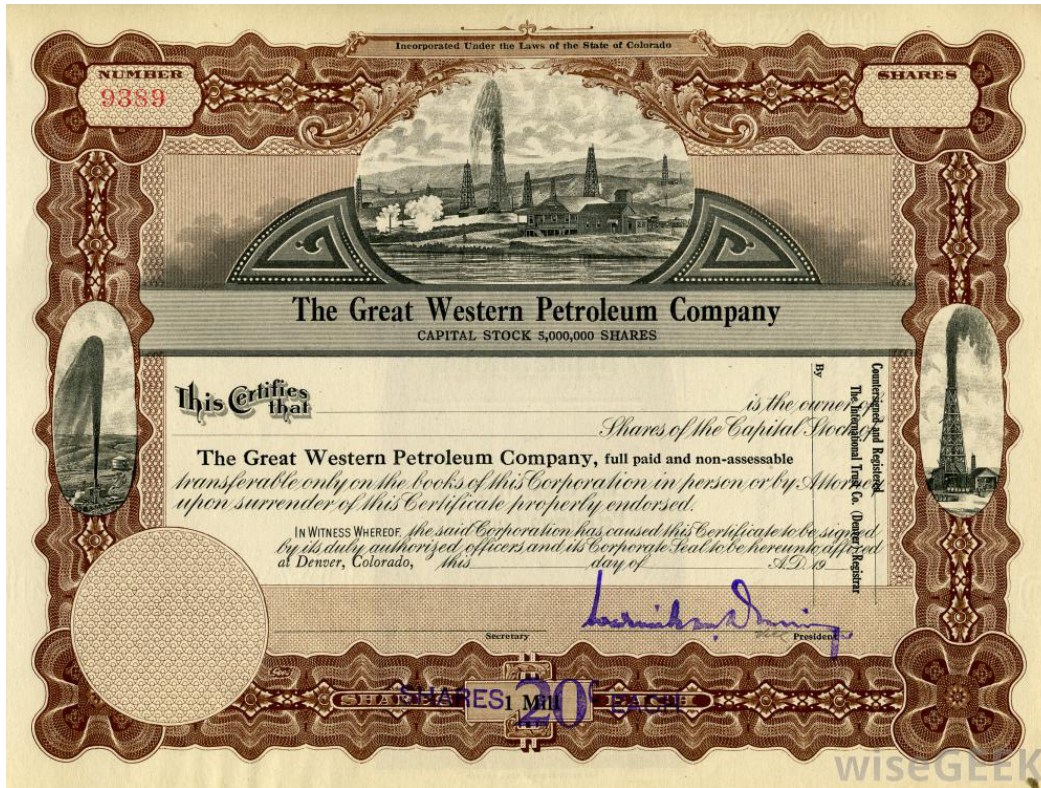 Incorporated Under the Laws of the State of Colorado
NUMBER
9389
SHARES
The Great Western Petroleum Company
CAPITAL STOCK 5,000,000 SHARES
This Certifies that
is the owner of
Shares of the Capital Stock of
The Great Western Petroleum Company, full paid and non-assessable
transferable only on the books of this Corporation in person or by Attorney
upon surrender of this Certificate properly endorsed.
IN WITNESS WHEREOF, the said Corporation has caused this Certificate to be signed
by its duly authorized officers and its Corporate Seal to be hereunto affixed
at Denver, Colorado, this day of A.D. 19
Countersigned and Registered
The International Trust Co. (Denver) Registrar
By
Secretary
Vice President
SHARES 1 Mill EACH
SHARES 20¢ EACH
wiseGEEK